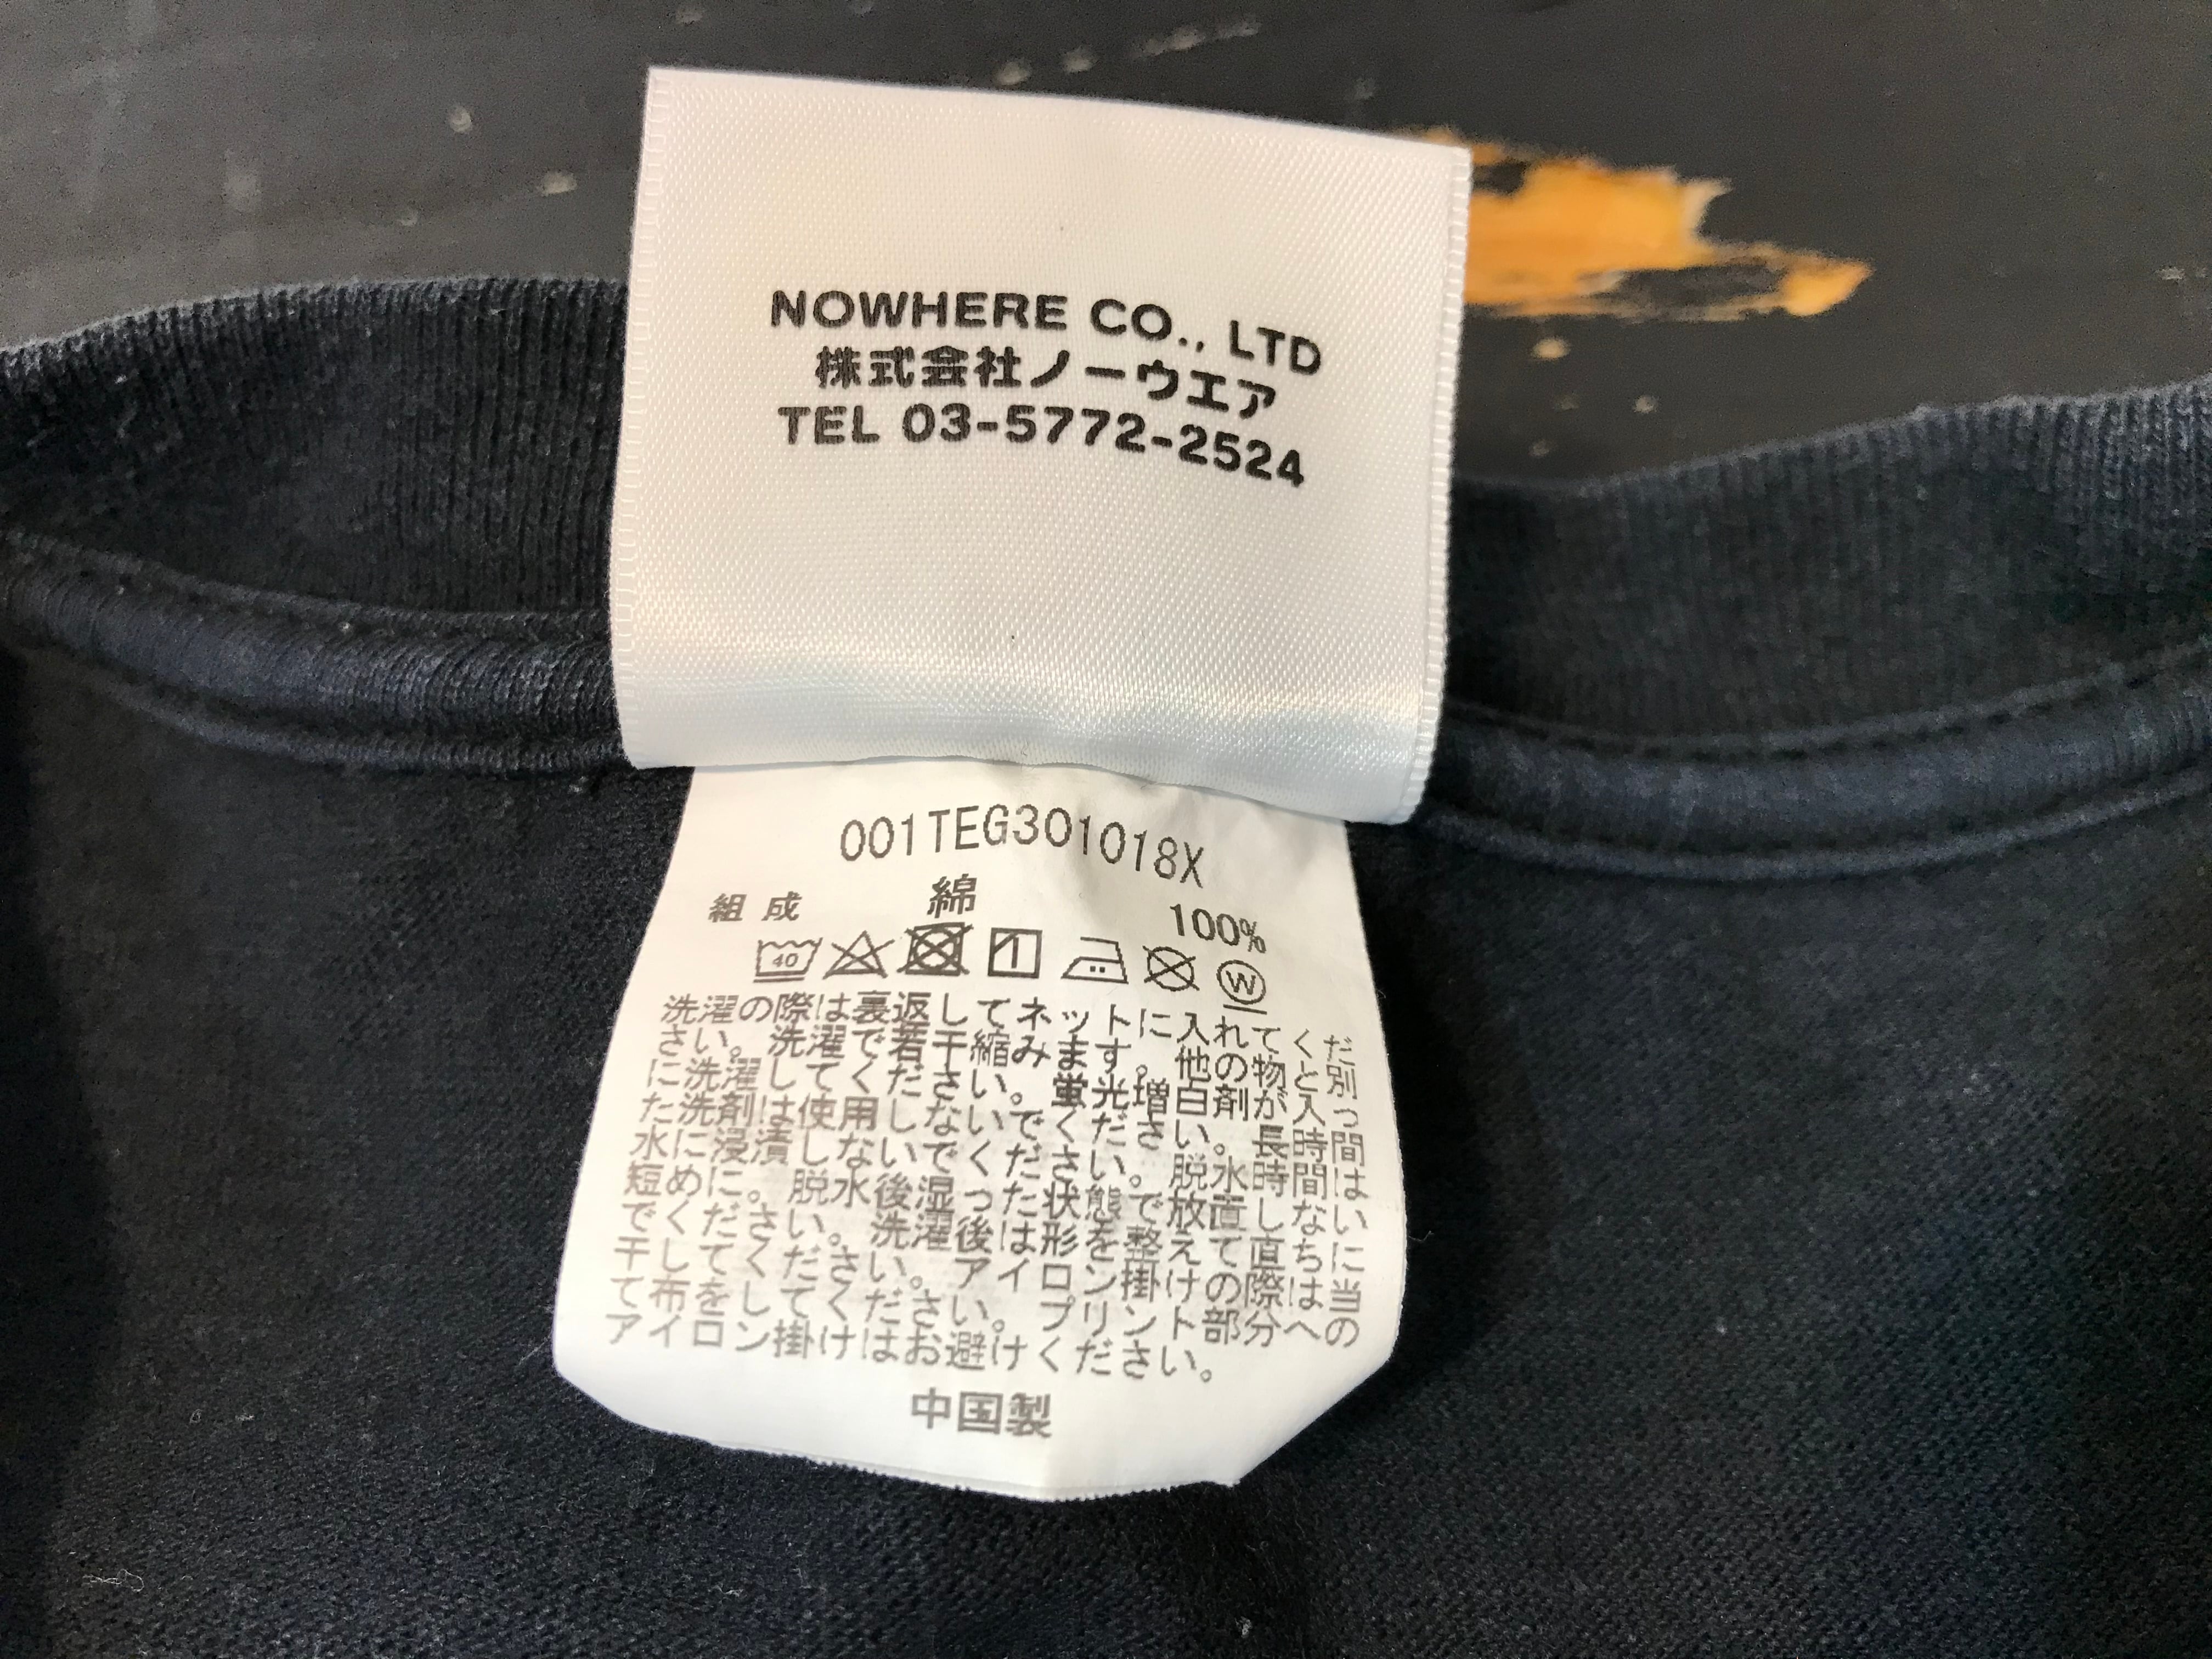 NOWHERE CO., LTD
株式会社ノーウエア
TEL 03-5772-2524
001TEG301018X
組成 綿 100%
40
W
洗濯の際は裏返してネットに入れてくだ
さい。洗濯で若干縮みます。他の物と別
に洗濯してください。蛍光増白剤が入っ
た洗剤は使用しないでください。長時間
水に浸漬しないでください。脱水時間は
短めに。脱水後湿った状態で放置しない
でください。洗濯後は形を整えて直ちに
干してください。アイロン掛けの際は当
て布をしてください。プリント部分への
アイロン掛けはお避けください。
中国製